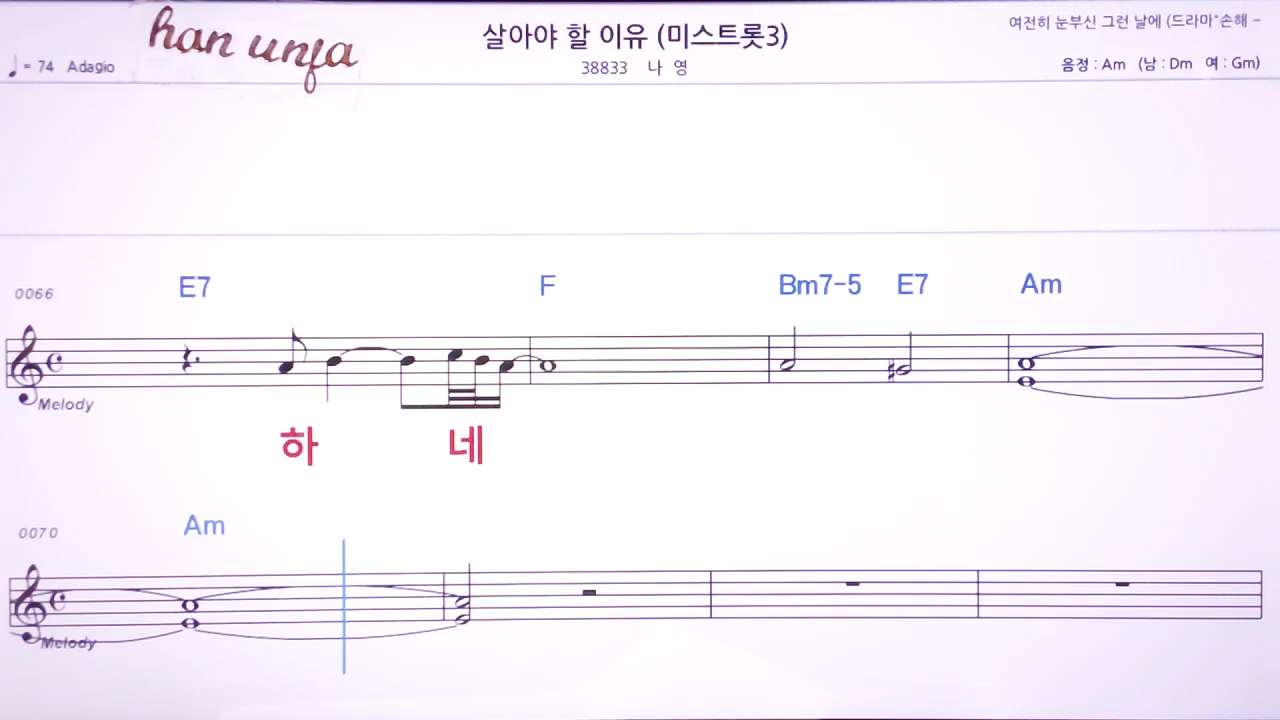 han unfa
살아야 할 이유 (미스트롯3)
여전히 눈부신 그런 날에 (드라마"손해 –
♩ = 74 Adagio
38833 나 영
음정 : Am (남 : Dm 여 : Gm)
0066 E7 F Bm7-5 E7 Am
Melody
하 네
0070 Am
Melody